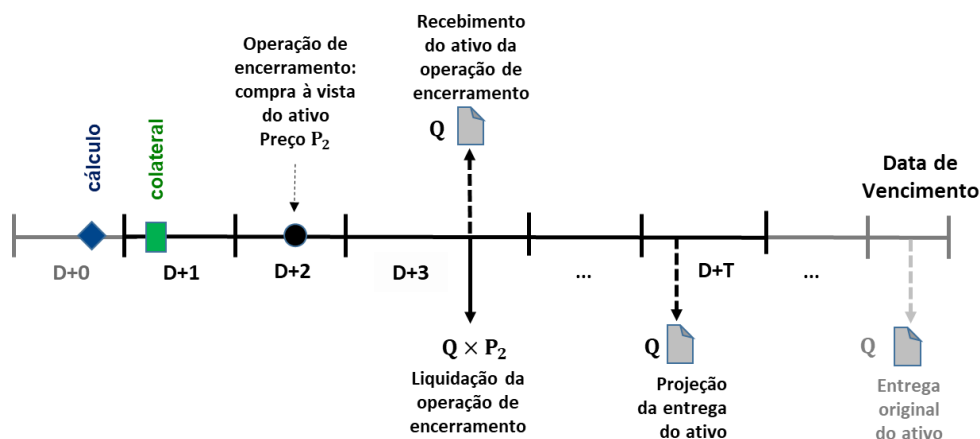 Operação de
encerramento:
compra à vista
do ativo
Preço P₂
Recebimento
do ativo da
operação de
encerramento
Q
cálculo
colateral
Data de
Vencimento
D+0
D+1
D+2
D+3
...
D+T
...
Q × P₂
Liquidação da
operação de
encerramento
Q
Projeção
da entrega
do ativo
Q
Entrega
original
do ativo